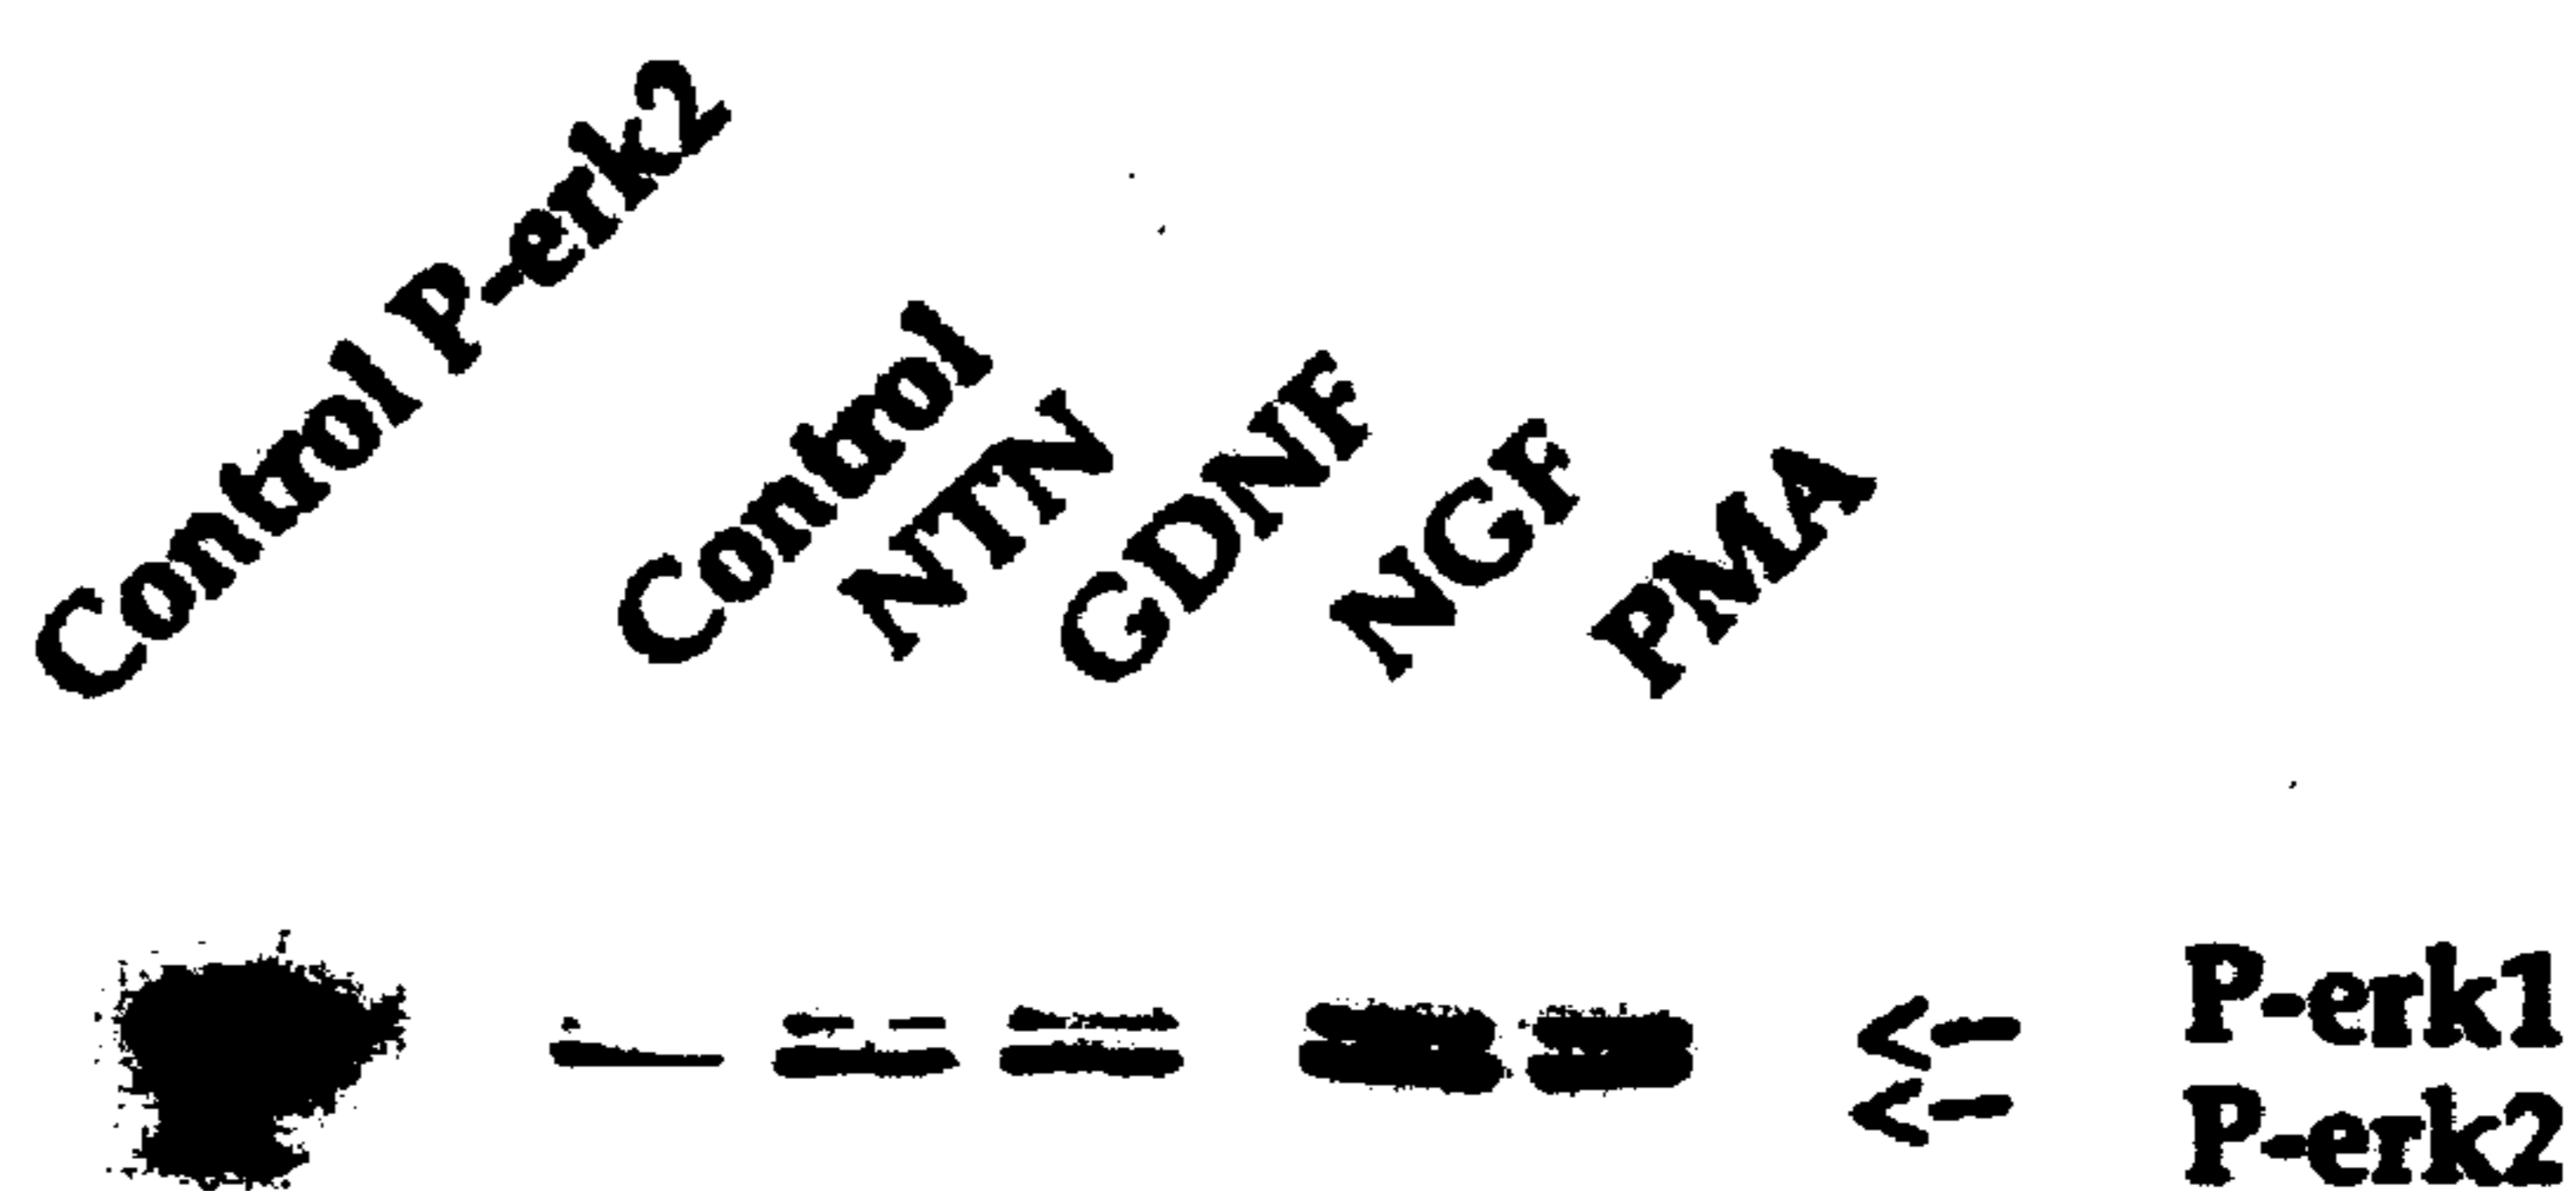 Control P-erk2
Control
NTN
GDNF
NGF
PMA
P-erk1
P-erk2